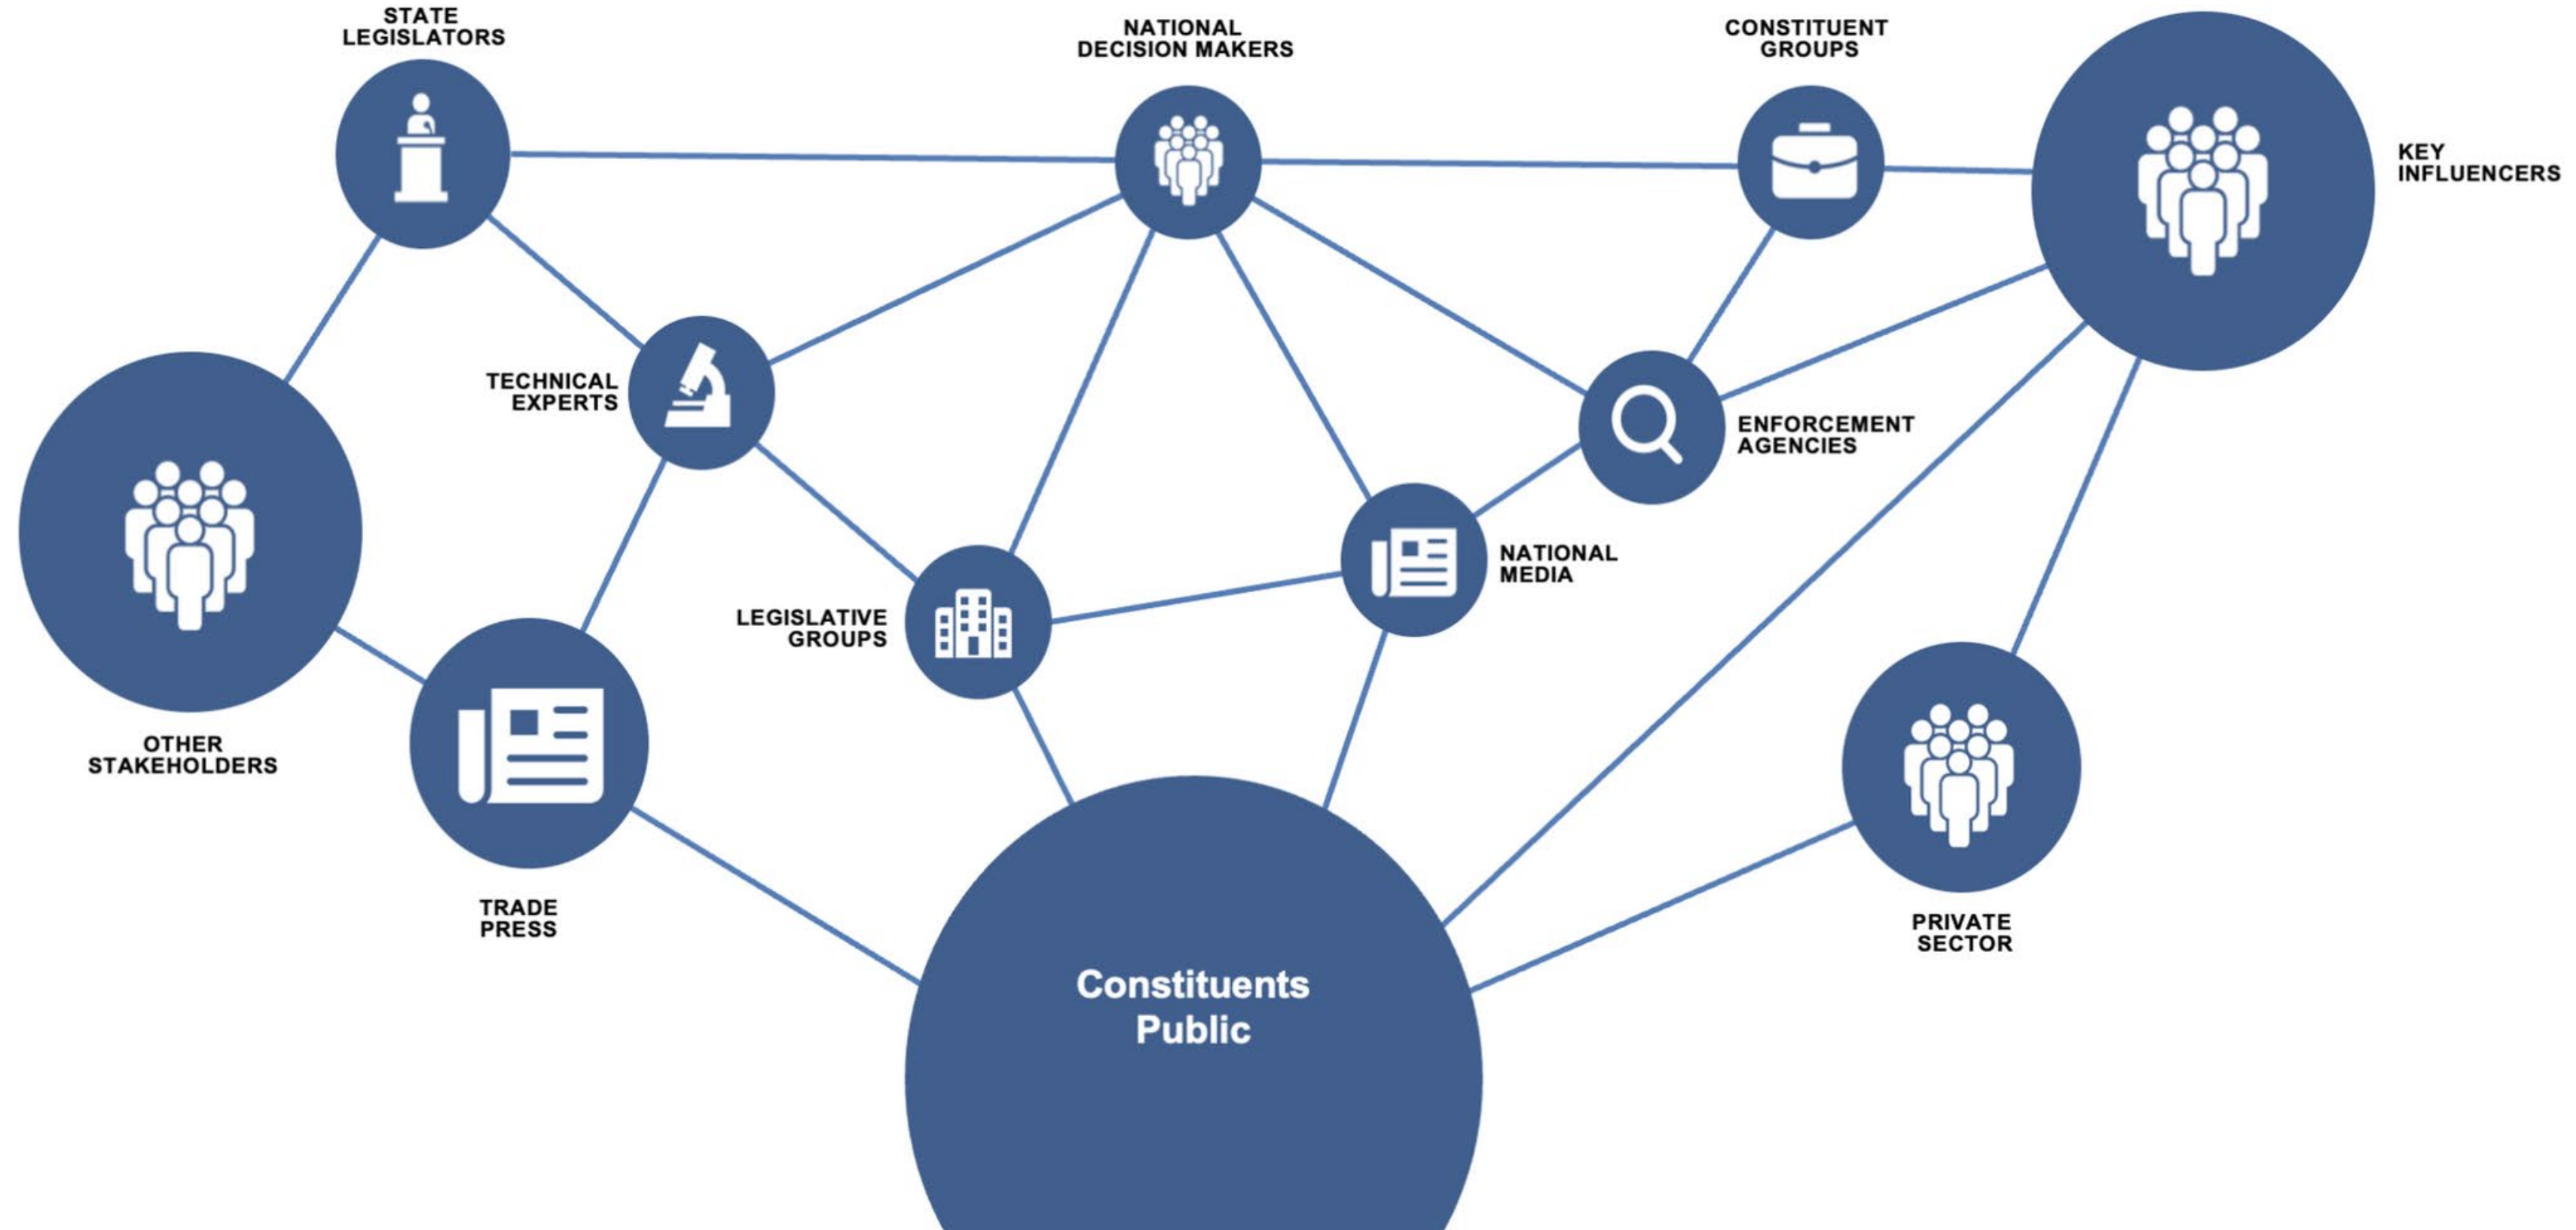 STATE
LEGISLATORS
NATIONAL
DECISION MAKERS
CONSTITUENT
GROUPS
KEY
INFLUENCERS
TECHNICAL
EXPERTS
ENFORCEMENT
AGENCIES
NATIONAL
MEDIA
LEGISLATIVE
GROUPS
OTHER
STAKEHOLDERS
TRADE
PRESS
PRIVATE
SECTOR
Constituents
Public